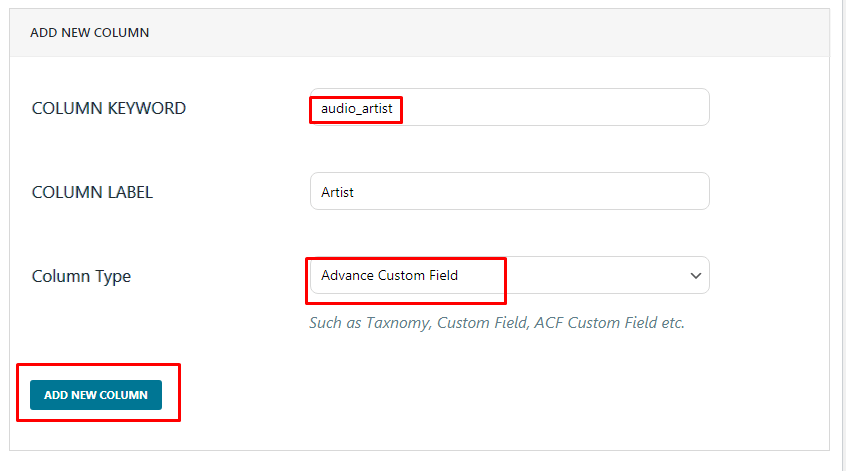 ADD NEW COLUMN
COLUMN KEYWORD
audio_artist
COLUMN LABEL
Artist
Column Type
Advance Custom Field
Such as Taxnomy, Custom Field, ACF Custom Field etc.
ADD NEW COLUMN